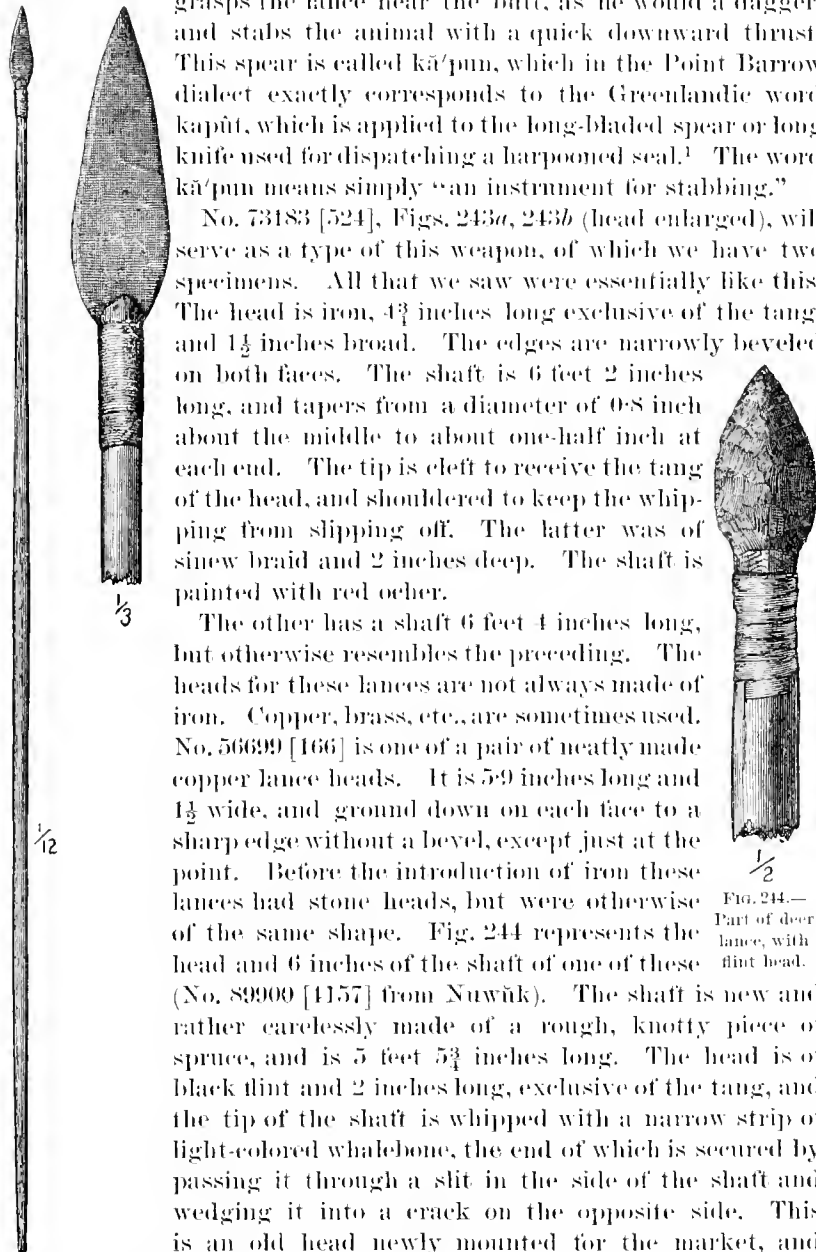 grasps the lance near the butt, as he would a dagger
and stabs the animal with a quick downward thrust
This spear is called kă′pun, which in the Point Barrow
dialect exactly corresponds to the Greenlandic word
kapût, which is applied to the long-bladed spear or long
knife used for dispatching a harpooned seal.¹ The word
kă′pun means simply “an instrument for stabbing.”
No. 73183 [524], Figs. 243a, 243b (head enlarged), wil
serve as a type of this weapon, of which we have two
specimens. All that we saw were essentially like this
The head is iron, 4¾ inches long exclusive of the tang
and 1½ inches broad. The edges are narrowly beveled
on both faces. The shaft is 6 feet 2 inches
long, and tapers from a diameter of 0·8 inch
about the middle to about one-half inch at
each end. The tip is cleft to receive the tang
of the head, and shouldered to keep the whip-
ping from slipping off. The latter was of
sinew braid and 2 inches deep. The shaft is
painted with red ocher.
The other has a shaft 6 feet 4 inches long,
but otherwise resembles the preceding. The
heads for these lances are not always made of
iron. Copper, brass, etc., are sometimes used.
No. 56699 [166] is one of a pair of neatly made
copper lance heads. It is 5·9 inches long and
1½ wide, and ground down on each face to a
sharp edge without a bevel, except just at the
point. Before the introduction of iron these
lances had stone heads, but were otherwise
of the same shape. Fig. 244 represents the
head and 6 inches of the shaft of one of these
(No. 89900 [1157] from Nuwŭk). The shaft is new and
rather carelessly made of a rough, knotty piece o
spruce, and is 5 feet 5¾ inches long. The head is o
black flint and 2 inches long, exclusive of the tang, and
the tip of the shaft is whipped with a narrow strip o
light-colored whalebone, the end of which is secured by
passing it through a slit in the side of the shaft and
wedging it into a crack on the opposite side. This
is an old head newly mounted for the market, and
1/3
1/12
1/2
FIG. 244.—
Part of deer
lance, with
flint head.